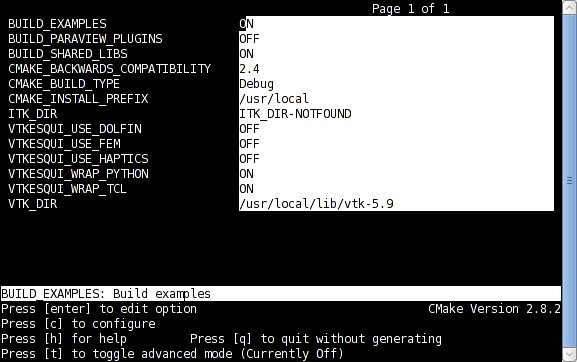 Page 1 of 1
BUILD_EXAMPLES ON
BUILD_PARAVIEW_PLUGINS OFF
BUILD_SHARED_LIBS ON
CMAKE_BACKWARDS_COMPATIBILITY 2.4
CMAKE_BUILD_TYPE Debug
CMAKE_INSTALL_PREFIX /usr/local
ITK_DIR ITK_DIR-NOTFOUND
VTKESQUI_USE_DOLFIN OFF
VTKESQUI_USE_FEM OFF
VTKESQUI_USE_HAPTICS OFF
VTKESQUI_WRAP_PYTHON ON
VTKESQUI_WRAP_TCL ON
VTK_DIR /usr/local/lib/vtk-5.9
BUILD_EXAMPLES: Build examples
Press [enter] to edit option CMake Version 2.8.2
Press [c] to configure
Press [h] for help Press [q] to quit without generating
Press [t] to toggle advanced mode (Currently Off)